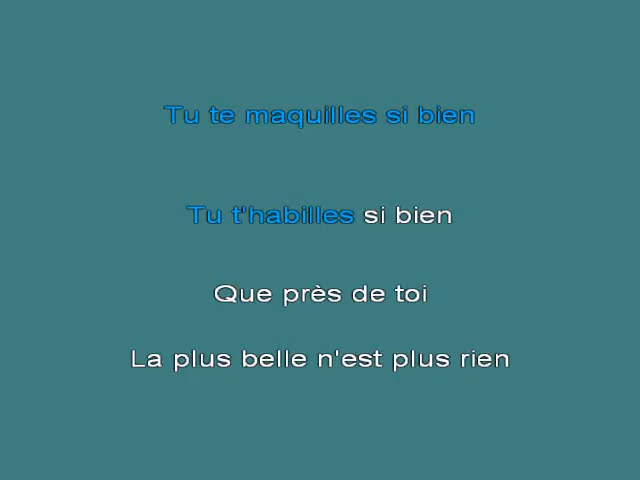 Tu te maquilles si bien
Tu t'habilles si bien
Que près de toi
La plus belle n'est plus rien